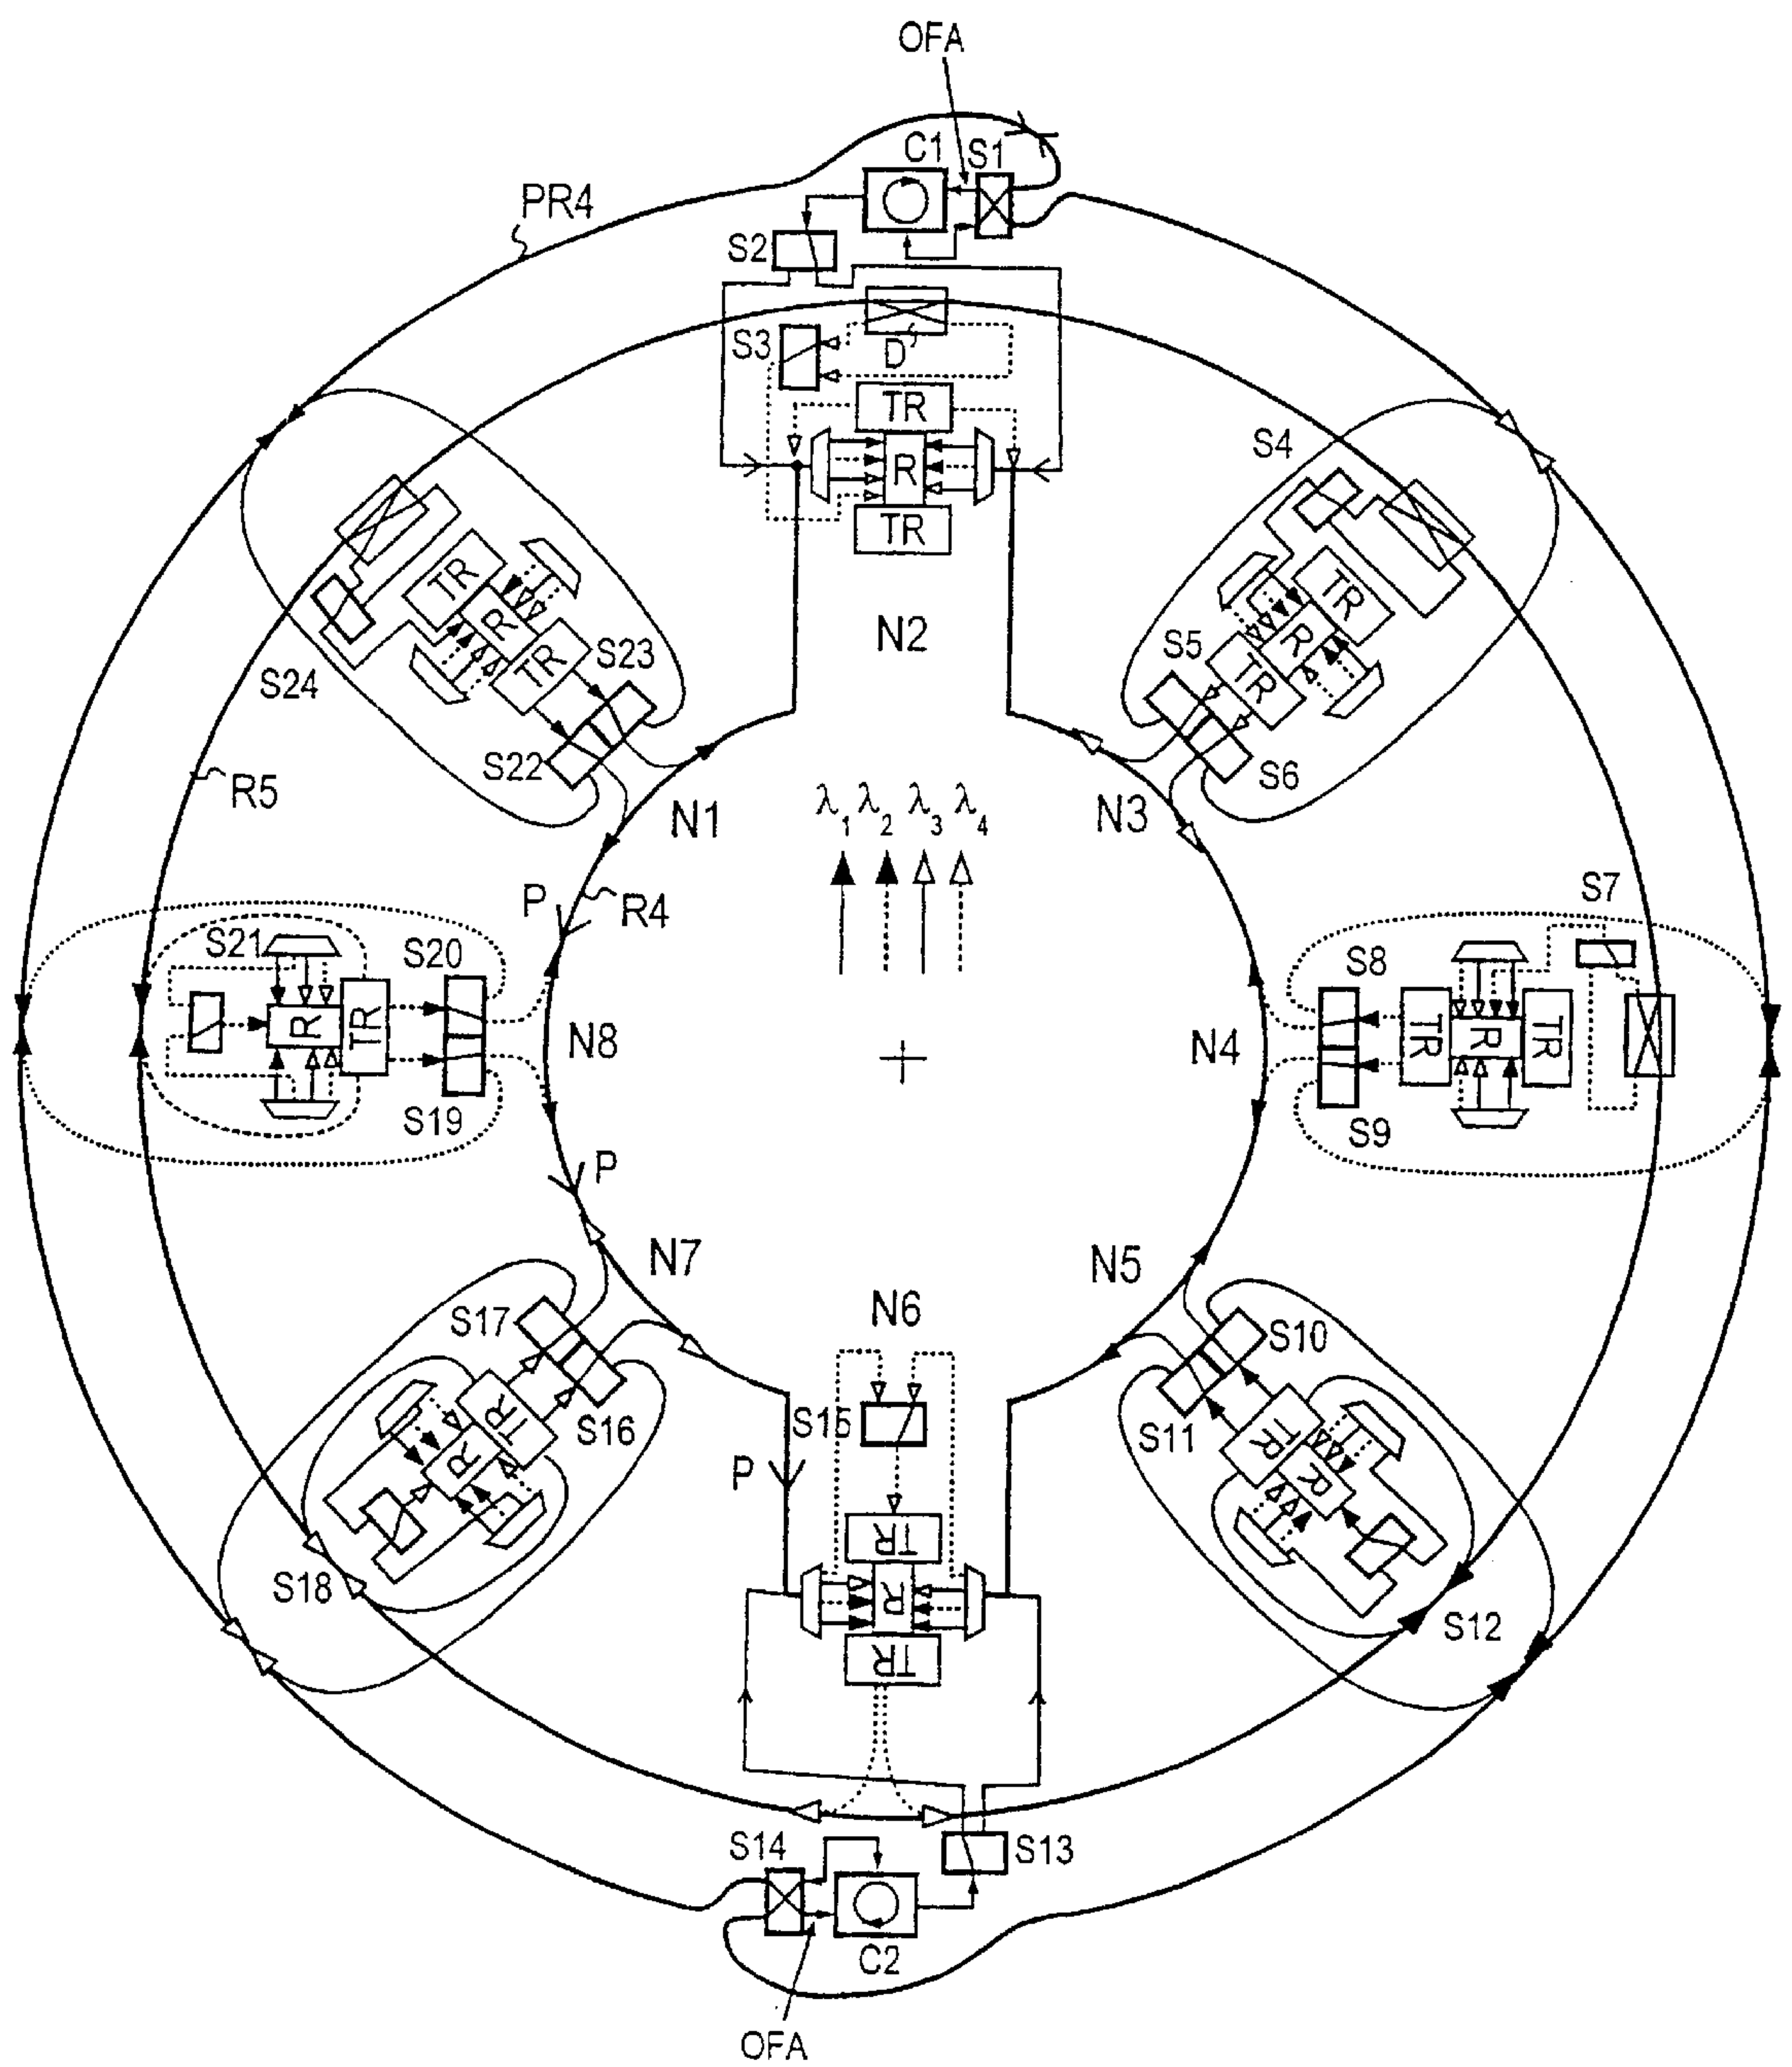 OFA
C1 S1
PR4
S2
S3
D'
TR
R
TR
N2
S4
TR
R
TR
S5
S6
N3
TR
R
TR
S23
S24
S22
N1
R5
λ1 λ2 λ3 λ4
P
R4
S7
S21
S20
R
TR
N8
S19
S8
N4
TR
R
TR
S9
P
N7
N5
N6
S17
S10
S15
S16
S11
TR
R
TR
R
P
TR
R
TR
S18
S12
S14
S13
C2
OFA